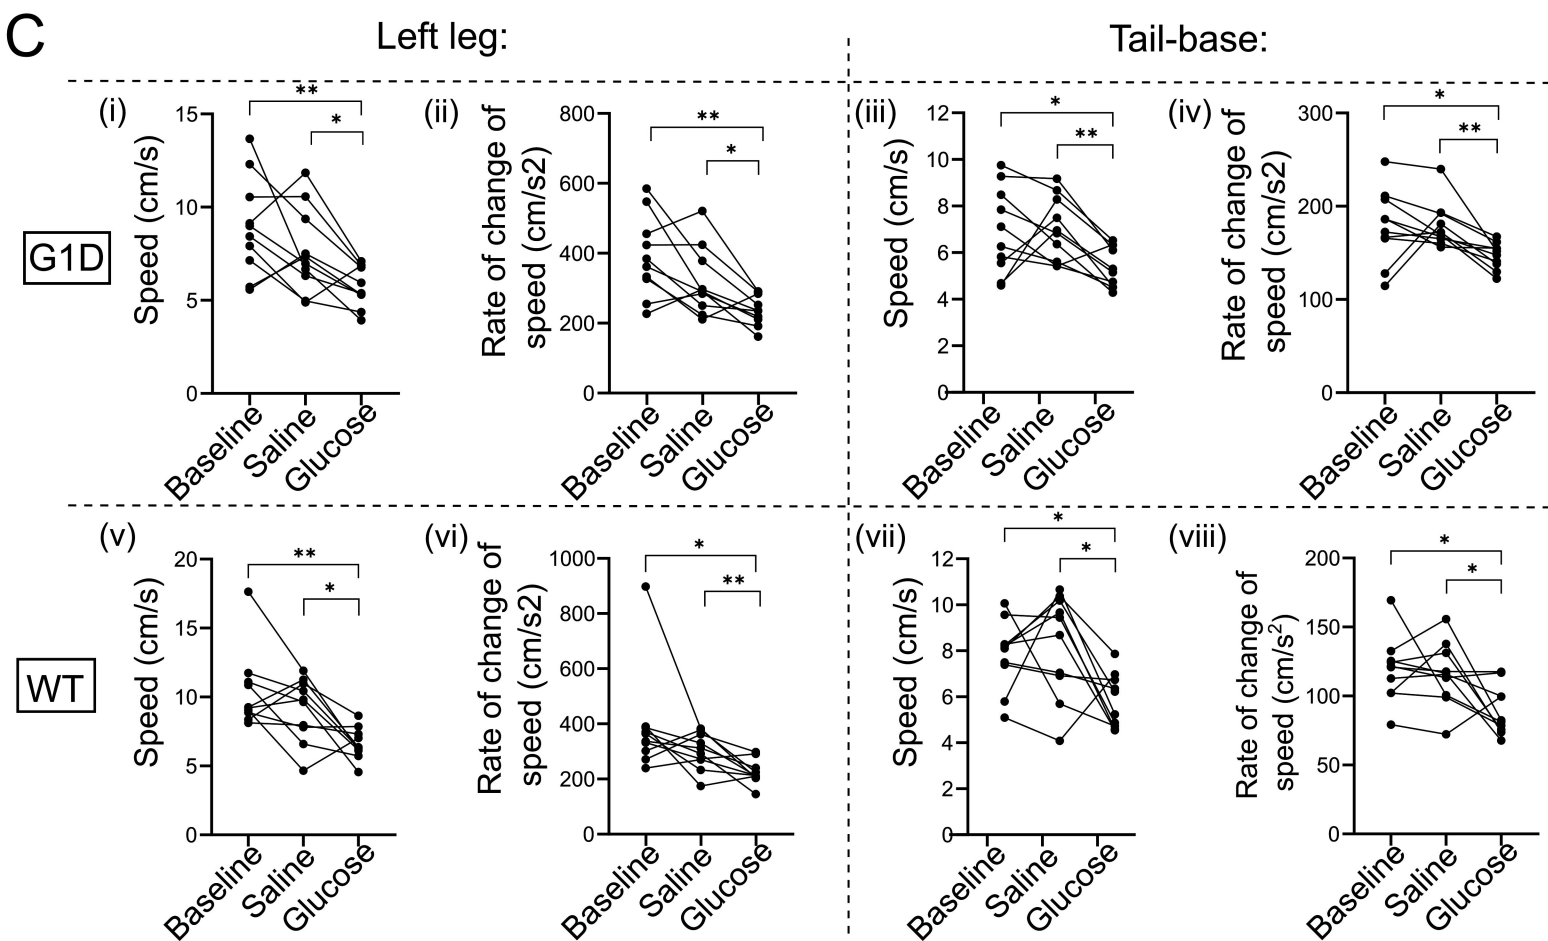 C
Left leg:
Tail-base:
G1D
(i)
Speed (cm/s)
15
10
5
0
**
*
Baseline
Saline
Glucose
(ii)
Rate of change of
speed (cm/s2)
800
600
400
200
0
**
*
Baseline
Saline
Glucose
(iii)
Speed (cm/s)
12
10
8
6
4
2
0
*
**
Baseline
Saline
Glucose
(iv)
Rate of change of
speed (cm/s2)
300
200
100
0
*
**
Baseline
Saline
Glucose
WT
(v)
Speed (cm/s)
20
15
10
5
0
**
*
Baseline
Saline
Glucose
(vi)
Rate of change of
speed (cm/s2)
1000
800
600
400
200
0
*
**
Baseline
Saline
Glucose
(vii)
Speed (cm/s)
12
10
8
6
4
2
0
*
*
Baseline
Saline
Glucose
(viii)
Rate of change of
speed (cm/s²)
200
150
100
50
0
*
*
Baseline
Saline
Glucose